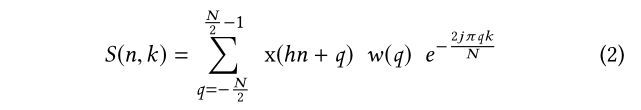 S(n, k) = \sum_{q=-\frac{N}{2}}^{\frac{N}{2}-1} x(hn + q) w(q) e^{-\frac{2j\pi qk}{N}} (2)